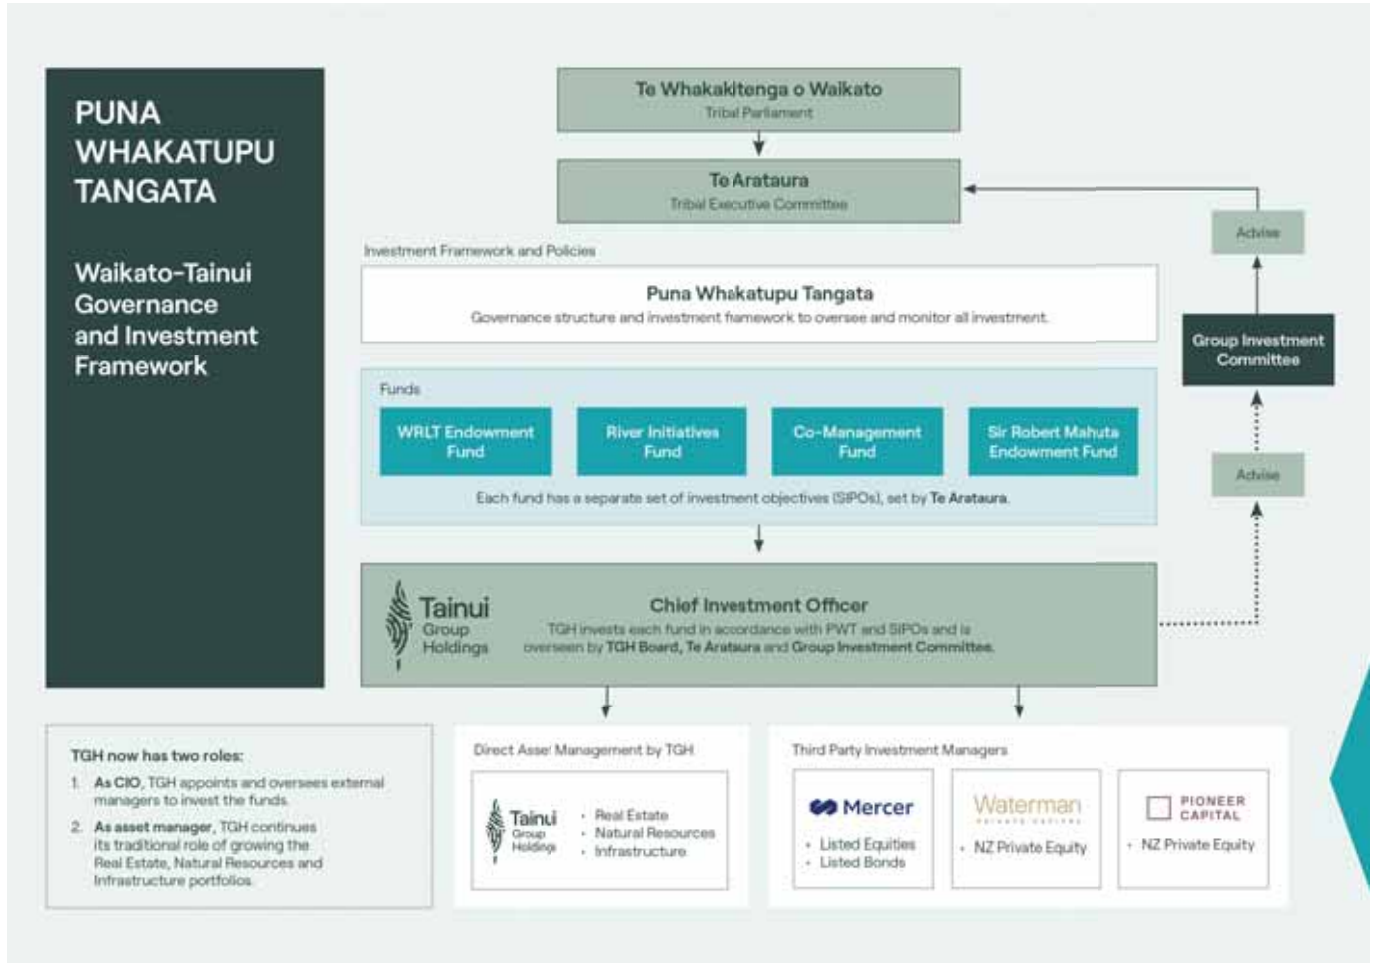 PUNA
WHAKATUPU
TANGATA
Waikato-Tainui
Governance
and Investment
Framework
Te Whakakitenga o Waikato
Tribal Parliament
Te Arataura
Tribal Executive Committee
Advise
Investment Framework and Policies
Puna Whakatupu Tangata
Governance structure and investment framework to oversee and monitor all investment.
Group Investment
Committee
Funds
WRLT Endowment
Fund
River Initiatives
Fund
Co-Management
Fund
Sir Robert Mahuta
Endowment Fund
Each fund has a separate set of investment objectives (SIPOs), set by Te Arataura.
Advise
Tainui
Group
Holdings
Chief Investment Officer
TGH invests each fund in accordance with PWT and SIPOs and is
overseen by TGH Board, Te Arataura and Group Investment Committee.
TGH now has two roles:
1. As CIO, TGH appoints and oversees external
managers to invest the funds.
2. As asset manager, TGH continues
its traditional role of growing the
Real Estate, Natural Resources and
Infrastructure portfolios.
Direct Asset Management by TGH
Tainui
Group
Holdings
• Real Estate
• Natural Resources
• Infrastructure
Third Party Investment Managers
Mercer
• Listed Equities
• Listed Bonds
Waterman
PRIVATE CAPITAL
• NZ Private Equity
PIONEER
CAPITAL
• NZ Private Equity